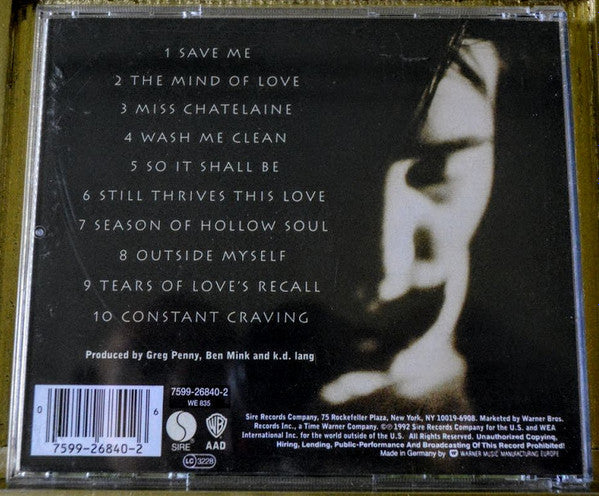 1 SAVE ME
2 THE MIND OF LOVE
3 MISS CHATELAINE
4 WASH ME CLEAN
5 SO IT SHALL BE
6 STILL THRIVES THIS LOVE
7 SEASON OF HOLLOW SOUL
8 OUTSIDE MYSELF
9 TEARS OF LOVE'S RECALL
10 CONSTANT CRAVING
Produced by Greg Penny, Ben Mink and k.d. lang
0 6
7599-26840-2
7599-26840-2
WE 835
SIRE
WB
AAD
LC 3228
Sire Records Company, 75 Rockefeller Plaza, New York, NY 10019-6908. Marketed by Warner Bros.
Records Inc., a Time Warner Company. ©℗ 1992 Sire Records Company for the U.S. and WEA
International Inc. for the world outside of the U.S. All Rights Reserved. Unauthorized Copying,
Hiring, Lending, Public-Performance And Broadcasting Of This Record Prohibited!
Made in Germany by WARNER MUSIC MANUFACTURING EUROPE